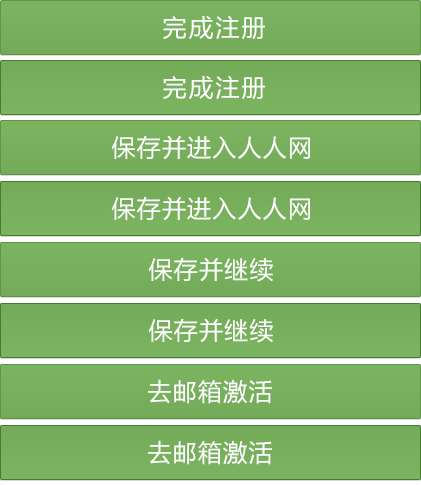 完成注册
完成注册
保存并进入人人网
保存并进入人人网
保存并继续
保存并继续
去邮箱激活
去邮箱激活